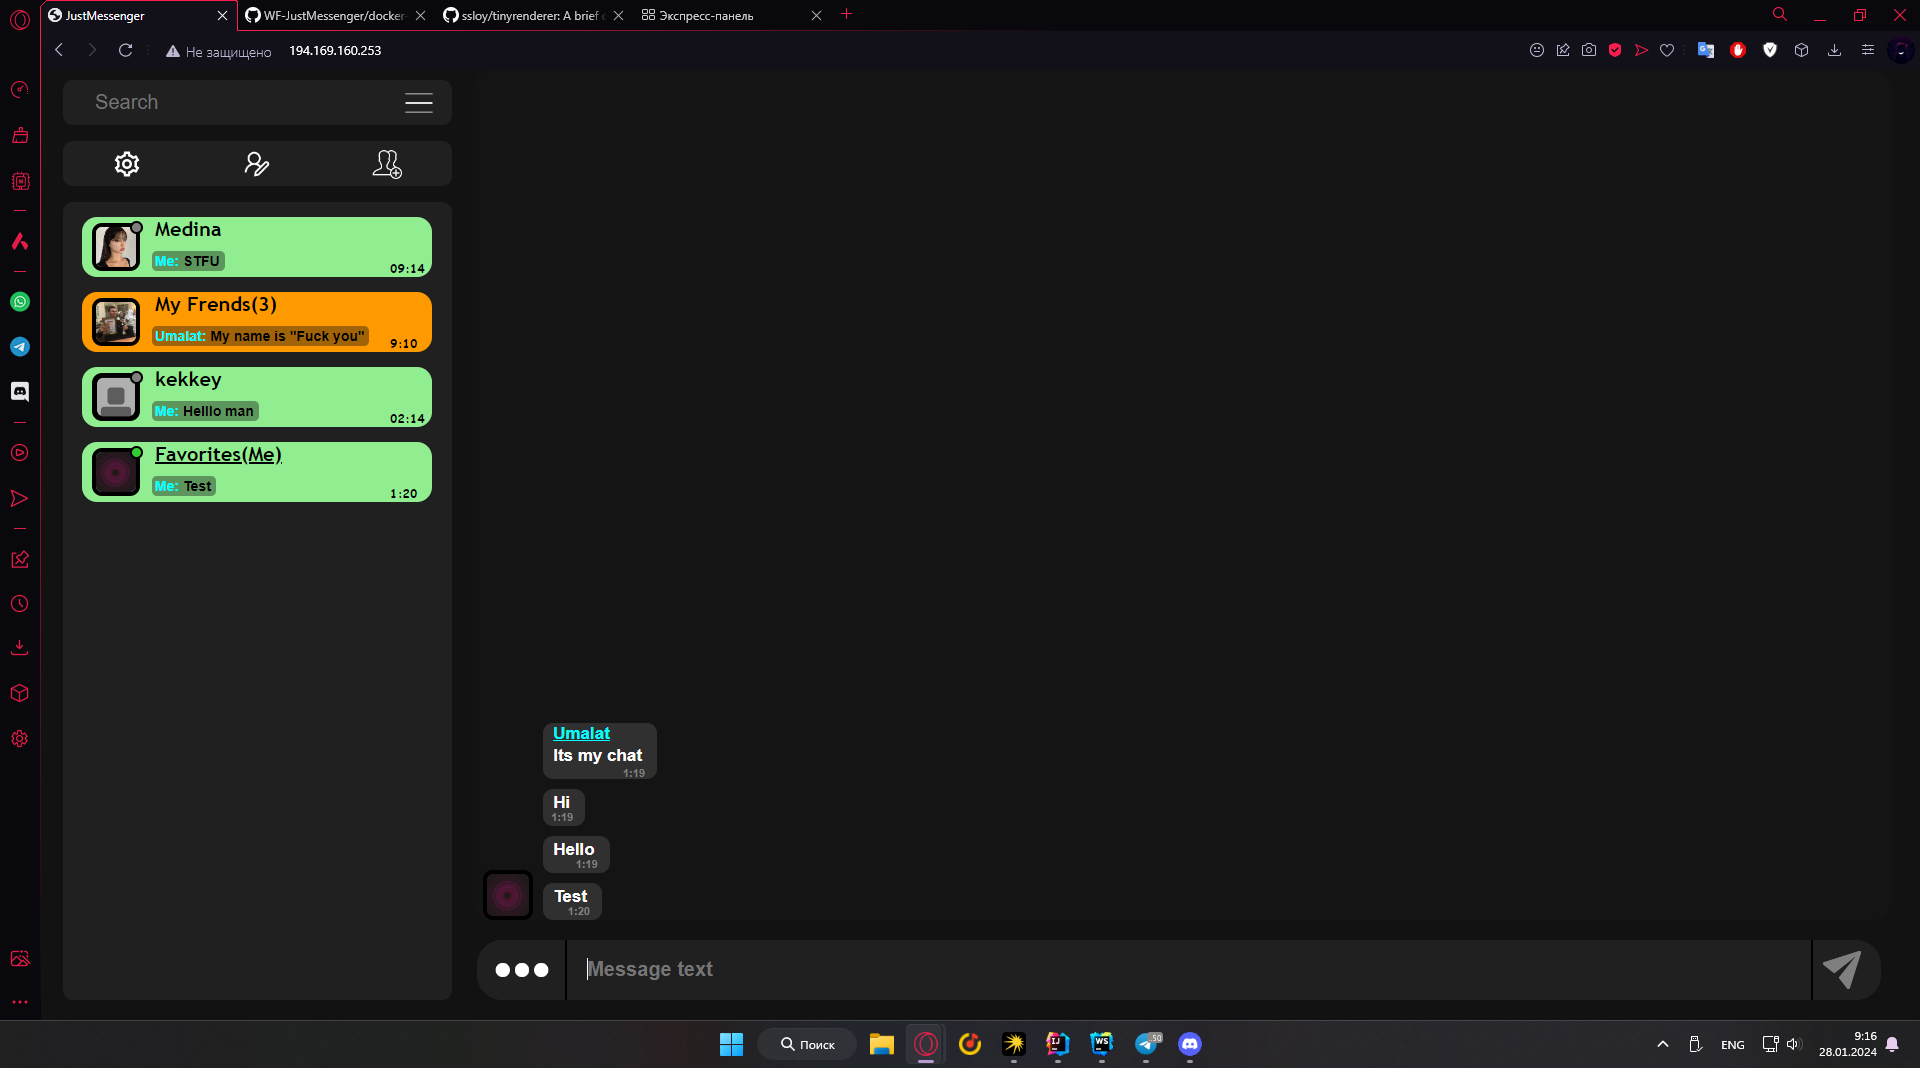 JustMessenger
WF-JustMessenger/docker-
ssloy/tinyrenderer: A brief c
Экспресс-панель
Не защищено
194.169.160.253
Search
Medina
Me: STFU
09:14
My Frends(3)
Umalat: My name is "Fuck you"
9:10
kekkey
Me: Helllo man
02:14
Favorites(Me)
Me: Test
1:20
Umalat
Its my chat
1:19
Hi
1:19
Hello
1:19
Test
1:20
Message text
Поиск
IJ
WS
50
ENG
9:16
28.01.2024